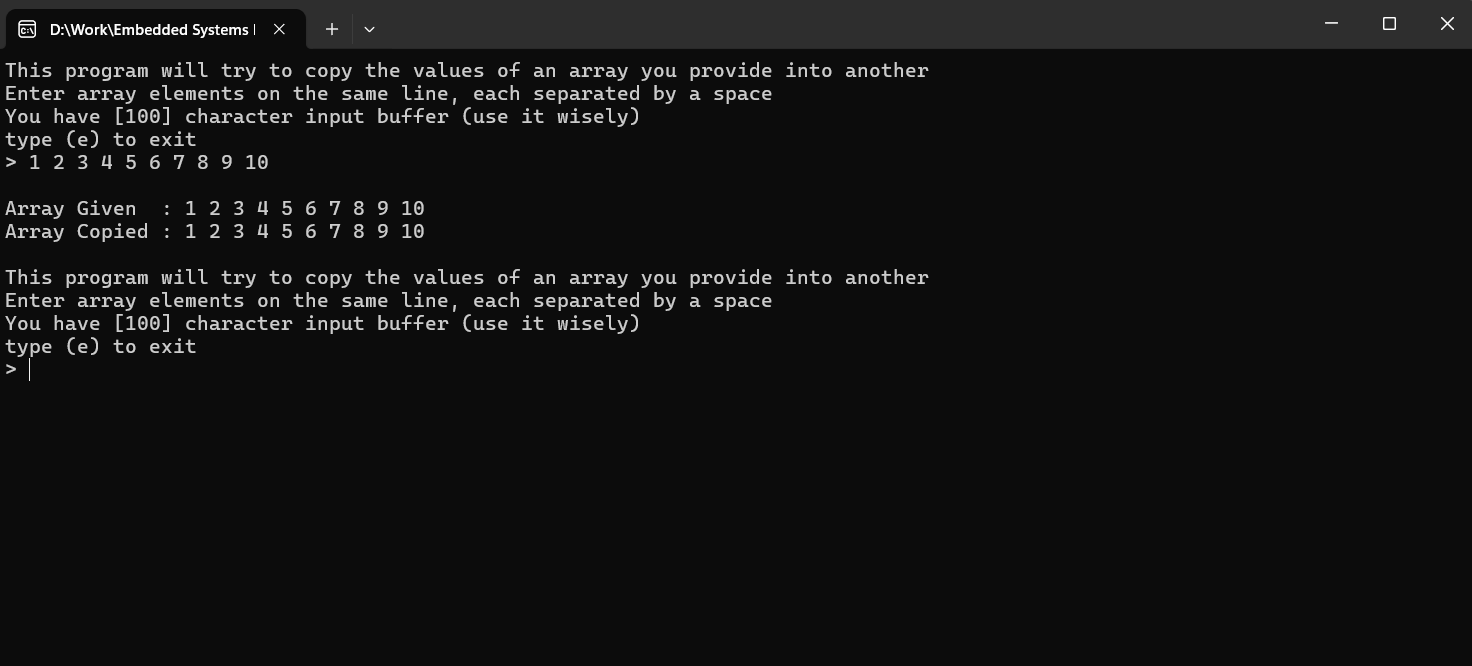 D:\Work\Embedded Systems
This program will try to copy the values of an array you provide into another
Enter array elements on the same line, each separated by a space
You have [100] character input buffer (use it wisely)
type (e) to exit
> 1 2 3 4 5 6 7 8 9 10
Array Given  : 1 2 3 4 5 6 7 8 9 10
Array Copied : 1 2 3 4 5 6 7 8 9 10
This program will try to copy the values of an array you provide into another
Enter array elements on the same line, each separated by a space
You have [100] character input buffer (use it wisely)
type (e) to exit
>